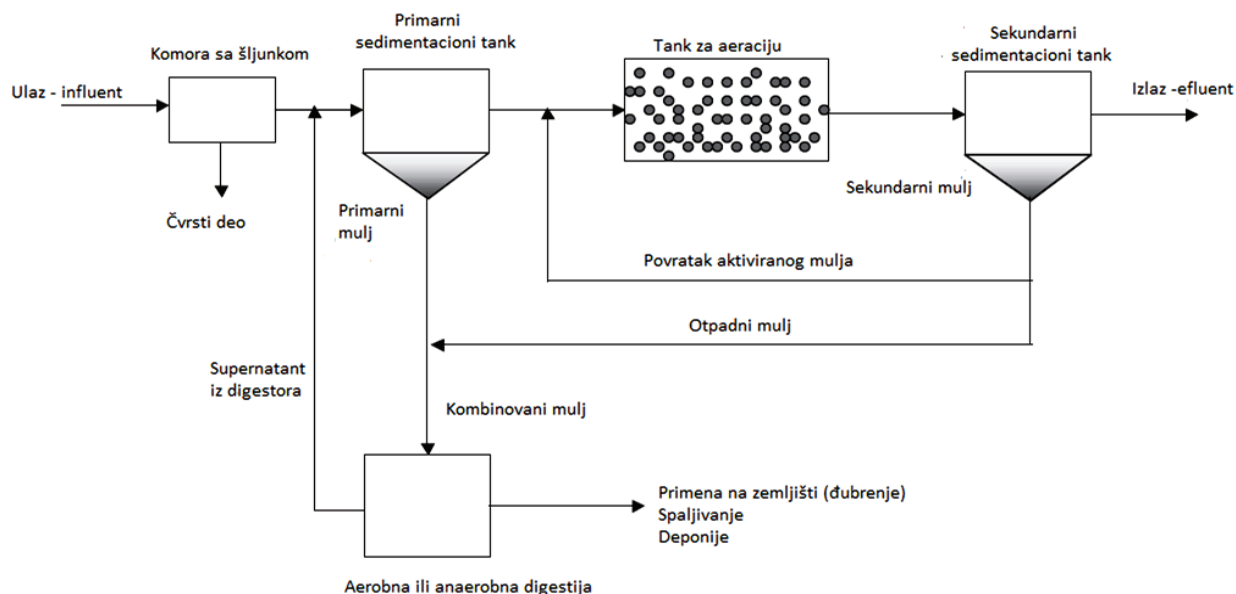 Primarni
sedimentacioni tank
Tank za aeraciju
Sekundarni
sedimentacioni tank
Komora sa šljunkom
Ulaz - influent
Izlaz -efluent
Čvrsti deo
Primarni
mulj
Sekundarni mulj
Povratak aktiviranog mulja
Otpadni mulj
Supernatant
iz digestora
Kombinovani mulj
Primena na zemljišti (đubrenje)
Spaljivanje
Deponije
Aerobna ili anaerobna digestija